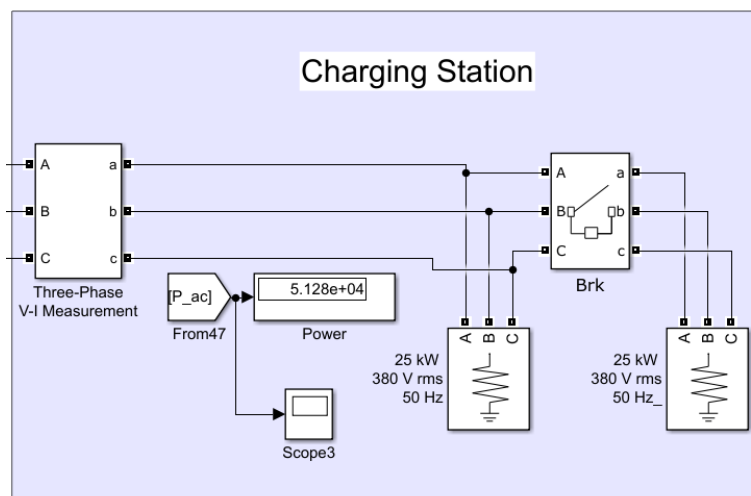 Charging Station
A
a
B
b
C
c
Three-Phase
V-I Measurement
A
a
B
b
C
c
Brk
[P_ac]
From47
5.128e+04
Power
Scope3
A
B
C
25 kW
380 V rms
50 Hz
A
B
C
25 kW
380 V rms
50 Hz_